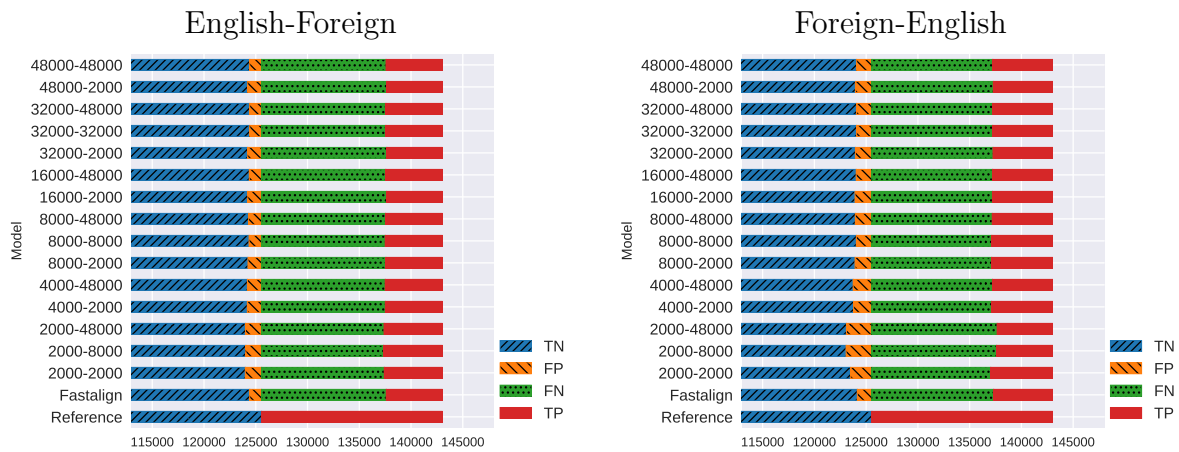 English-Foreign
48000-48000
48000-2000
32000-48000
32000-32000
32000-2000
16000-48000
16000-2000
8000-48000
8000-8000
8000-2000
4000-48000
4000-2000
2000-48000
2000-8000
2000-2000
Fastalign
Reference
Model
115000 120000 125000 130000 135000 140000 145000
TN
FP
FN
TP
Foreign-English
48000-48000
48000-2000
32000-48000
32000-32000
32000-2000
16000-48000
16000-2000
8000-48000
8000-8000
8000-2000
4000-48000
4000-2000
2000-48000
2000-8000
2000-2000
Fastalign
Reference
Model
115000 120000 125000 130000 135000 140000 145000
TN
FP
FN
TP